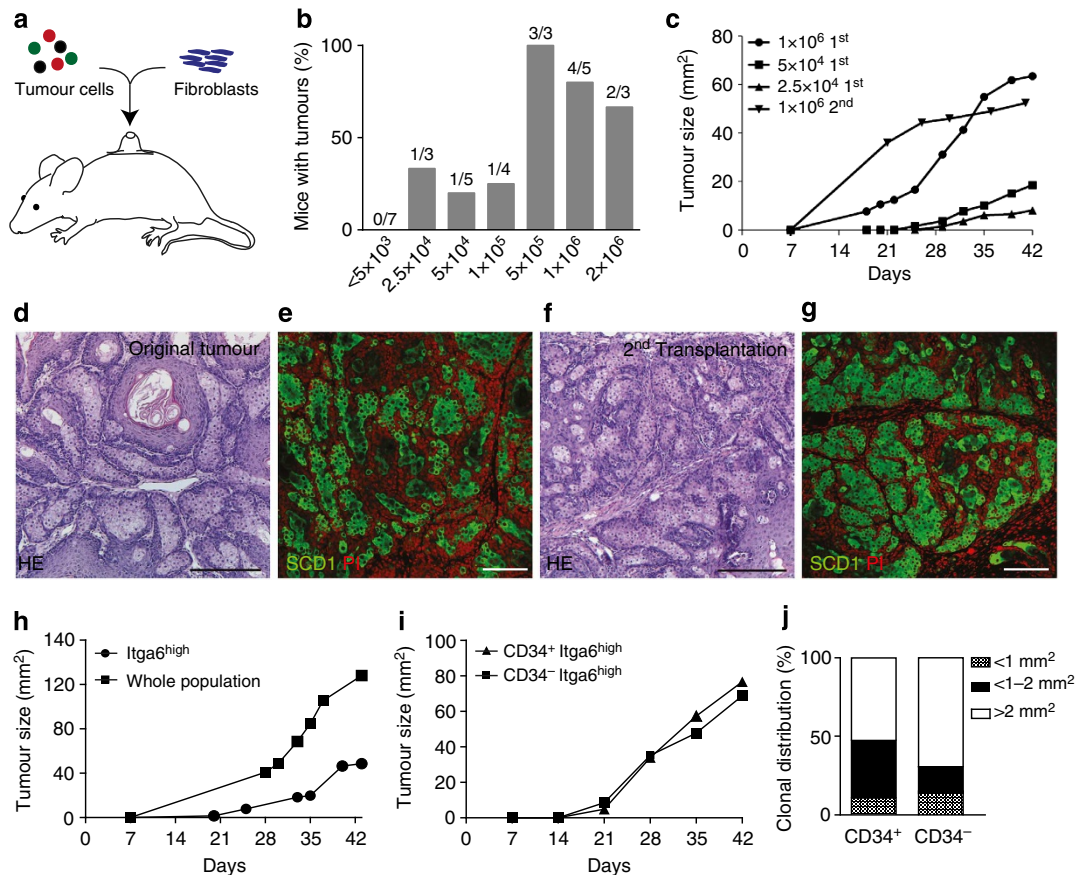 a
Tumour cells
Fibroblasts
b
Mice with tumours (%)
100
50
0
0/7
1/3
1/5
1/4
3/3
4/5
2/3
<5×10³
2.5×10⁴
5×10⁴
1×10⁵
5×10⁵
1×10⁶
2×10⁶
c
Tumour size (mm²)
80
60
40
20
0
1×10⁶ 1ˢᵗ
5×10⁴ 1ˢᵗ
2.5×10⁴ 1ˢᵗ
1×10⁶ 2ⁿᵈ
0 7 14 21 28 35 42
Days
d
Original tumour
HE
e
SCD1 PI
f
2ⁿᵈ Transplantation
HE
g
SCD1 PI
h
Tumour size (mm²)
140
120
80
40
0
Itga6ʰⁱᵍʰ
Whole population
0 7 14 21 28 35 42
Days
i
Tumour size (mm²)
100
80
60
40
20
0
CD34⁺ Itga6ʰⁱᵍʰ
CD34⁻ Itga6ʰⁱᵍʰ
0 7 14 21 28 35 42
Days
j
Clonal distribution (%)
100
50
0
<1 mm²
<1–2 mm²
>2 mm²
CD34⁺ CD34⁻